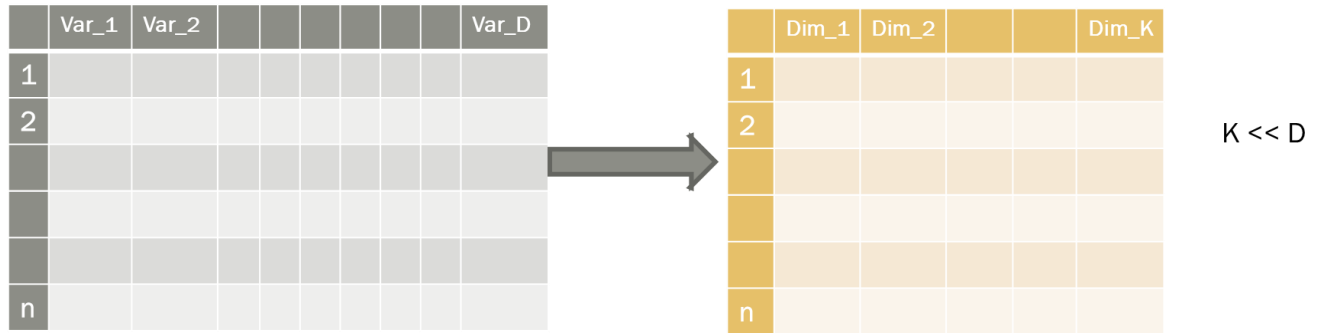 Var_1 Var_2 Var_D
1
2
n
Dim_1 Dim_2 Dim_K
1
2
n
K << D